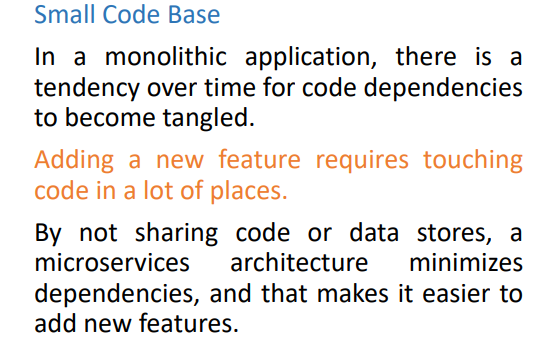 Small Code Base
In a monolithic application, there is a
tendency over time for code dependencies
to become tangled.
Adding a new feature requires touching
code in a lot of places.
By not sharing code or data stores, a
microservices architecture minimizes
dependencies, and that makes it easier to
add new features.